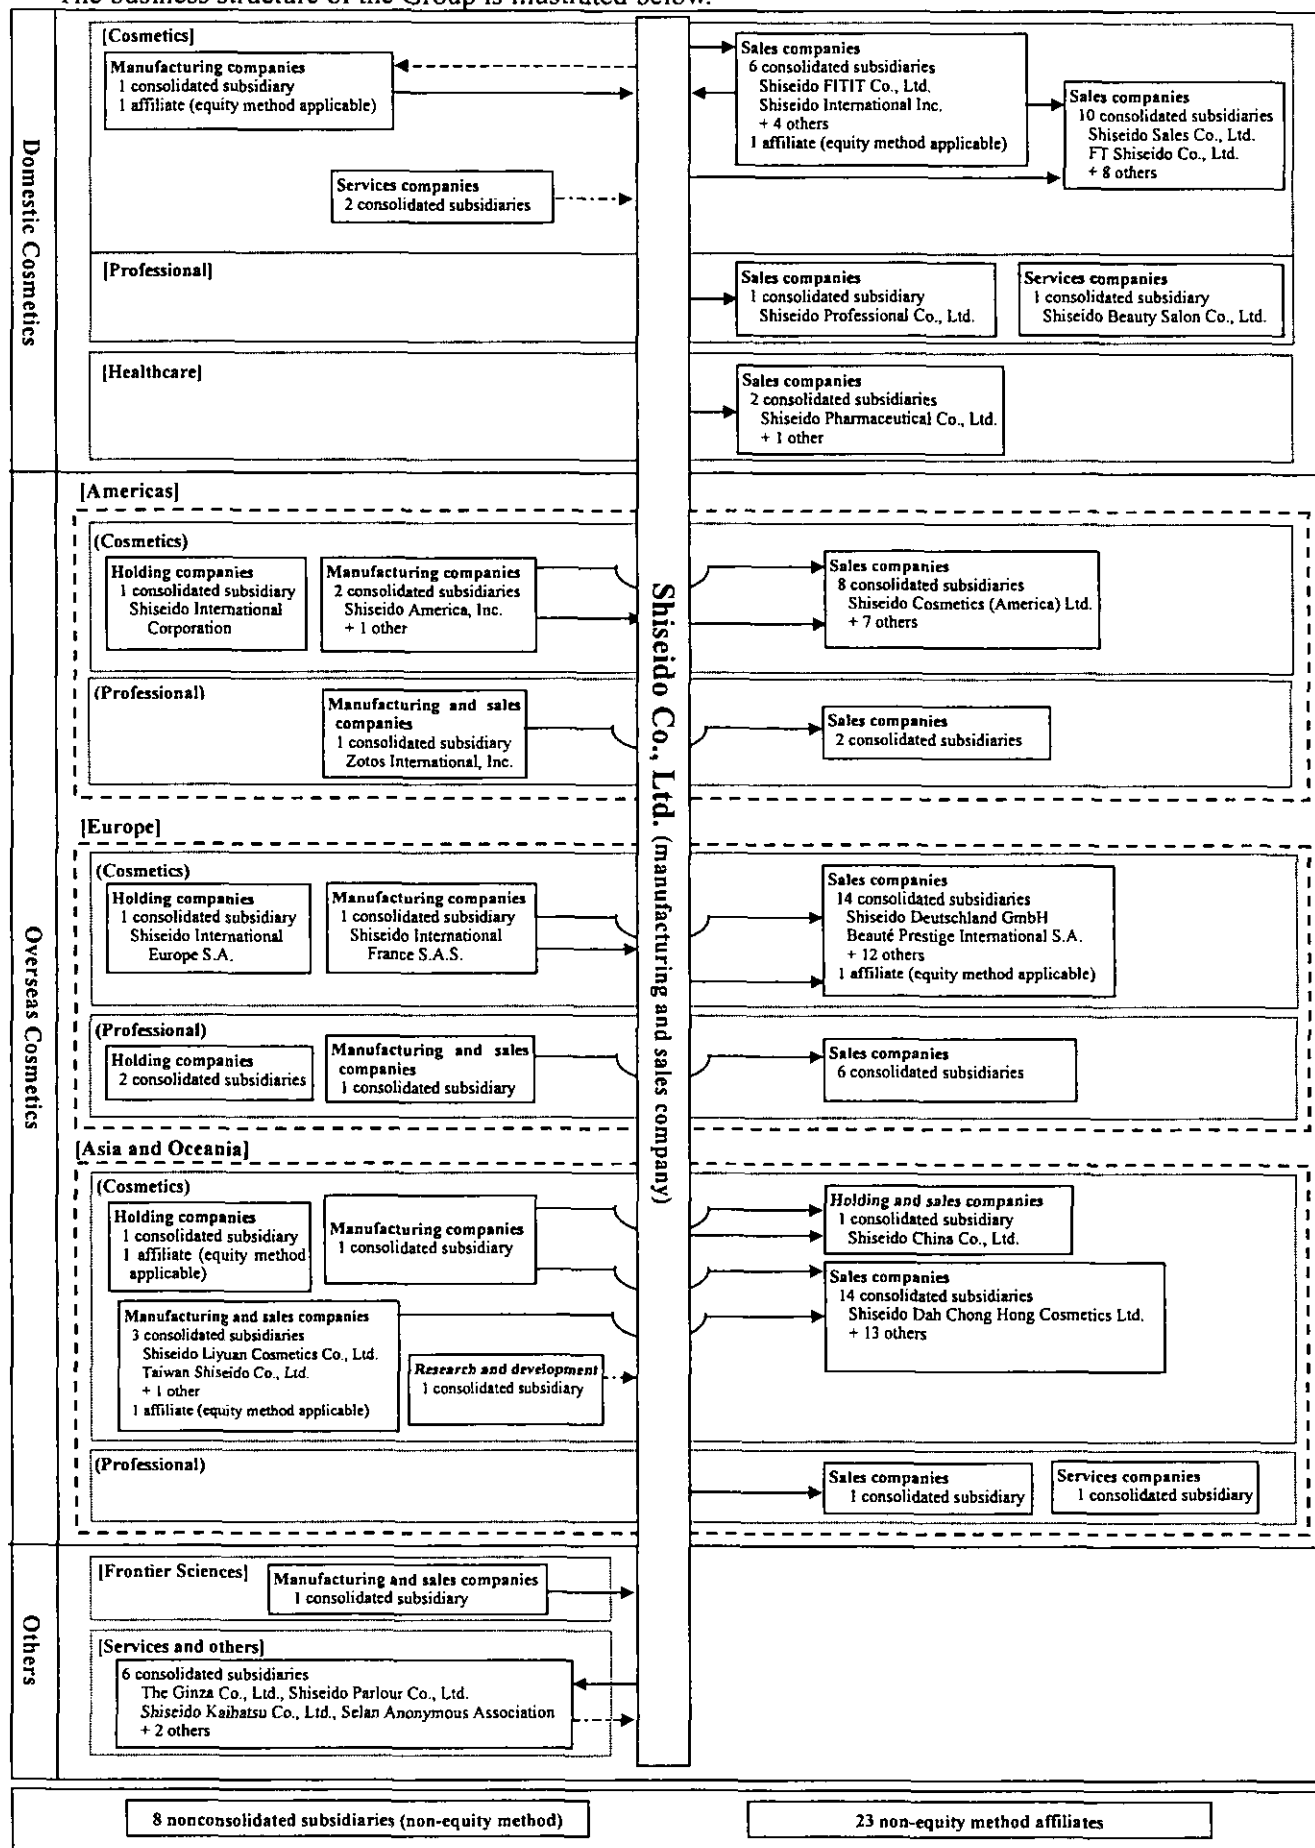 The business structure of the Group is illustrated below.
Domestic Cosmetics
[Cosmetics]
Manufacturing companies
1 consolidated subsidiary
1 affiliate (equity method applicable)
Services companies
2 consolidated subsidiaries
Sales companies
6 consolidated subsidiaries
Shiseido FITIT Co., Ltd.
Shiseido International Inc.
+ 4 others
1 affiliate (equity method applicable)
Sales companies
10 consolidated subsidiaries
Shiseido Sales Co., Ltd.
FT Shiseido Co., Ltd.
+ 8 others
[Professional]
Sales companies
1 consolidated subsidiary
Shiseido Professional Co., Ltd.
Services companies
1 consolidated subsidiary
Shiseido Beauty Salon Co., Ltd.
[Healthcare]
Sales companies
2 consolidated subsidiaries
Shiseido Pharmaceutical Co., Ltd.
+ 1 other
Shiseido Co., Ltd. (manufacturing and sales company)
Overseas Cosmetics
[Americas]
(Cosmetics)
Holding companies
1 consolidated subsidiary
Shiseido International
Corporation
Manufacturing companies
2 consolidated subsidiaries
Shiseido America, Inc.
+ 1 other
Sales companies
8 consolidated subsidiaries
Shiseido Cosmetics (America) Ltd.
+ 7 others
(Professional)
Manufacturing and sales
companies
1 consolidated subsidiary
Zotos International, Inc.
Sales companies
2 consolidated subsidiaries
[Europe]
(Cosmetics)
Holding companies
1 consolidated subsidiary
Shiseido International
Europe S.A.
Manufacturing companies
1 consolidated subsidiary
Shiseido International
France S.A.S.
Sales companies
14 consolidated subsidiaries
Shiseido Deutschland GmbH
Beauté Prestige International S.A.
+ 12 others
1 affiliate (equity method applicable)
(Professional)
Holding companies
2 consolidated subsidiaries
Manufacturing and sales
companies
1 consolidated subsidiary
Sales companies
6 consolidated subsidiaries
[Asia and Oceania]
(Cosmetics)
Holding companies
1 consolidated subsidiary
1 affiliate (equity method
applicable)
Manufacturing companies
1 consolidated subsidiary
Holding and sales companies
1 consolidated subsidiary
Shiseido China Co., Ltd.
Sales companies
14 consolidated subsidiaries
Shiseido Dah Chong Hong Cosmetics Ltd.
+ 13 others
Manufacturing and sales companies
3 consolidated subsidiaries
Shiseido Liyuan Cosmetics Co., Ltd.
Taiwan Shiseido Co., Ltd.
+ 1 other
1 affiliate (equity method applicable)
Research and development
1 consolidated subsidiary
(Professional)
Sales companies
1 consolidated subsidiary
Services companies
1 consolidated subsidiary
Others
[Frontier Sciences]
Manufacturing and sales companies
1 consolidated subsidiary
[Services and others]
6 consolidated subsidiaries
The Ginza Co., Ltd., Shiseido Parlour Co., Ltd.
Shiseido Kaihatsu Co., Ltd., Selan Anonymous Association
+ 2 others
8 nonconsolidated subsidiaries (non-equity method)
23 non-equity method affiliates